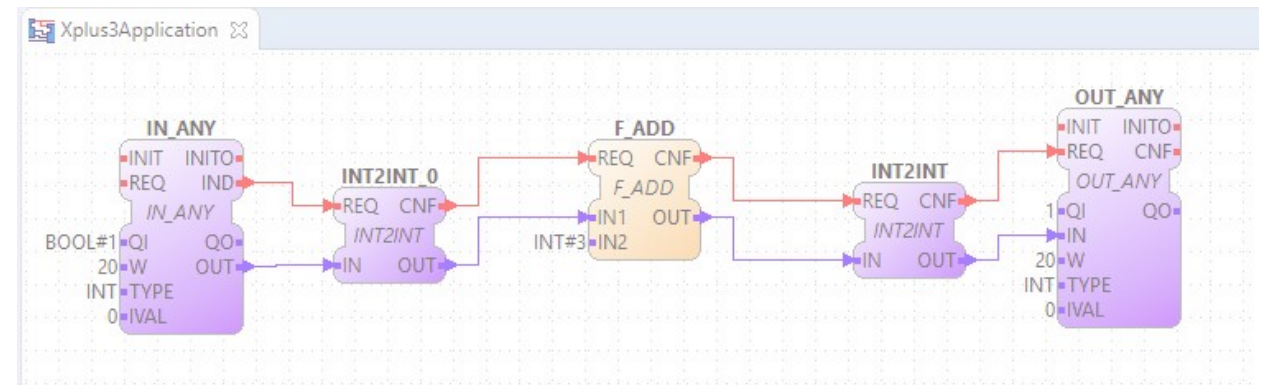 Xplus3Application
IN_ANY
INIT INITO
REQ IND
IN_ANY
BOOL#1 QI QO
20 W OUT
INT TYPE
0 IVAL
INT2INT_0
REQ CNF
INT2INT
IN OUT
F_ADD
REQ CNF
F_ADD
IN1 OUT
INT#3 IN2
INT2INT
REQ CNF
INT2INT
IN OUT
OUT_ANY
INIT INITO
REQ CNF
OUT_ANY
1 QI QO
IN
20 W
INT TYPE
0 IVAL